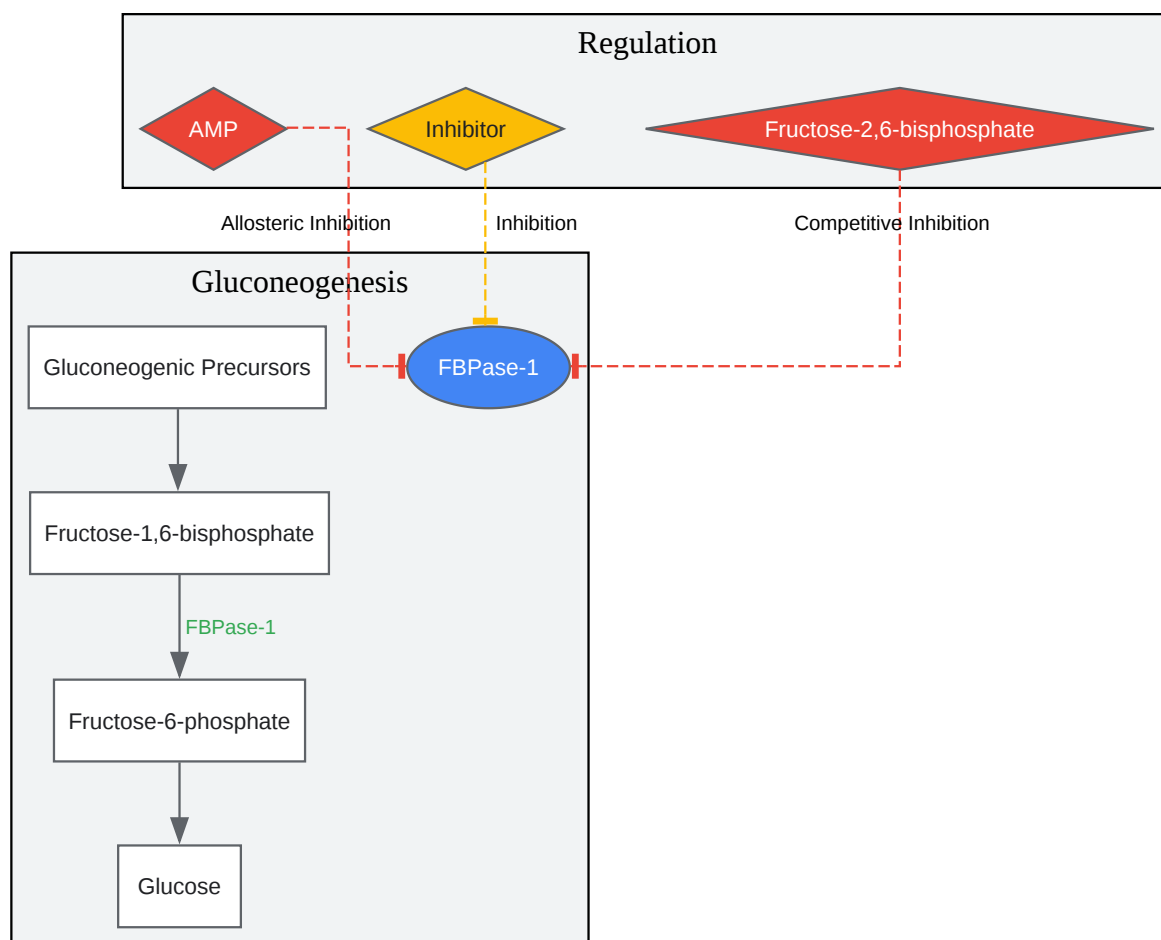 Regulation
AMP
Inhibitor
Fructose-2,6-bisphosphate
Allosteric Inhibition
Inhibition
Competitive Inhibition
Gluconeogenesis
Gluconeogenic Precursors
FBPase-1
Fructose-1,6-bisphosphate
FBPase-1
Fructose-6-phosphate
Glucose